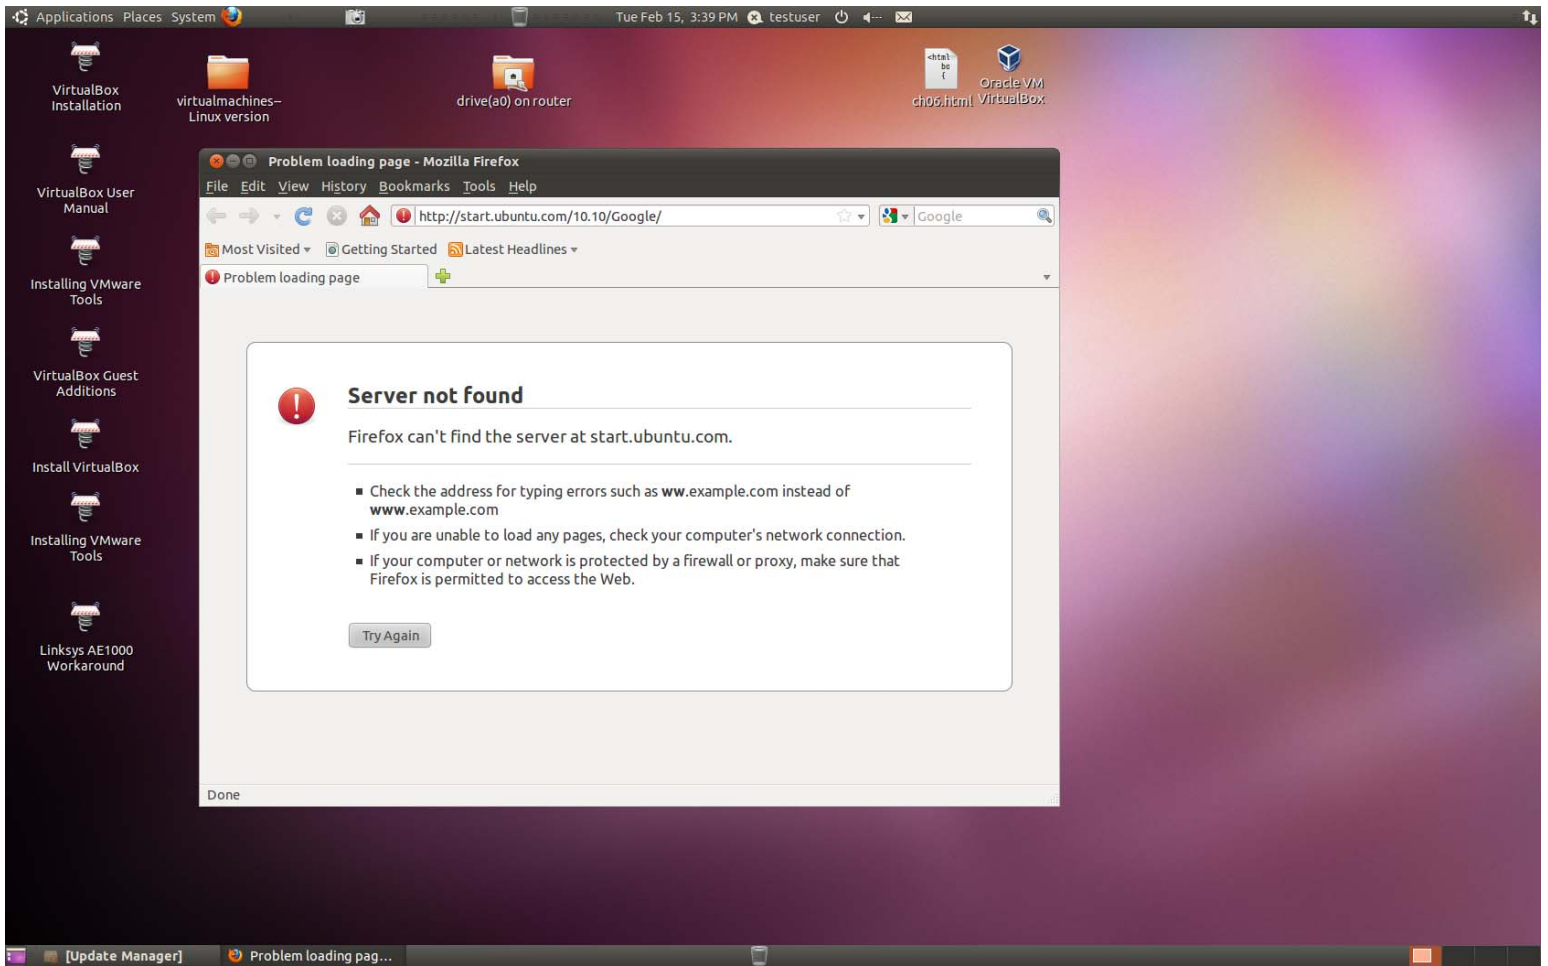 Applications Places System
Tue Feb 15, 3:39 PM testuser
VirtualBox
Installation
virtualmachines--
Linux version
drive(a0) on router
<html
bc
{
ch06.html
Oracle VM
VirtualBox
VirtualBox User
Manual
Installing VMware
Tools
VirtualBox Guest
Additions
Install VirtualBox
Installing VMware
Tools
Linksys AE1000
Workaround
Problem loading page - Mozilla Firefox
File Edit View History Bookmarks Tools Help
http://start.ubuntu.com/10.10/Google/
Google
Most Visited Getting Started Latest Headlines
Problem loading page
Server not found
Firefox can't find the server at start.ubuntu.com.
Check the address for typing errors such as ww.example.com instead of
www.example.com
If you are unable to load any pages, check your computer's network connection.
If your computer or network is protected by a firewall or proxy, make sure that
Firefox is permitted to access the Web.
Try Again
Done
[Update Manager]
Problem loading pag...